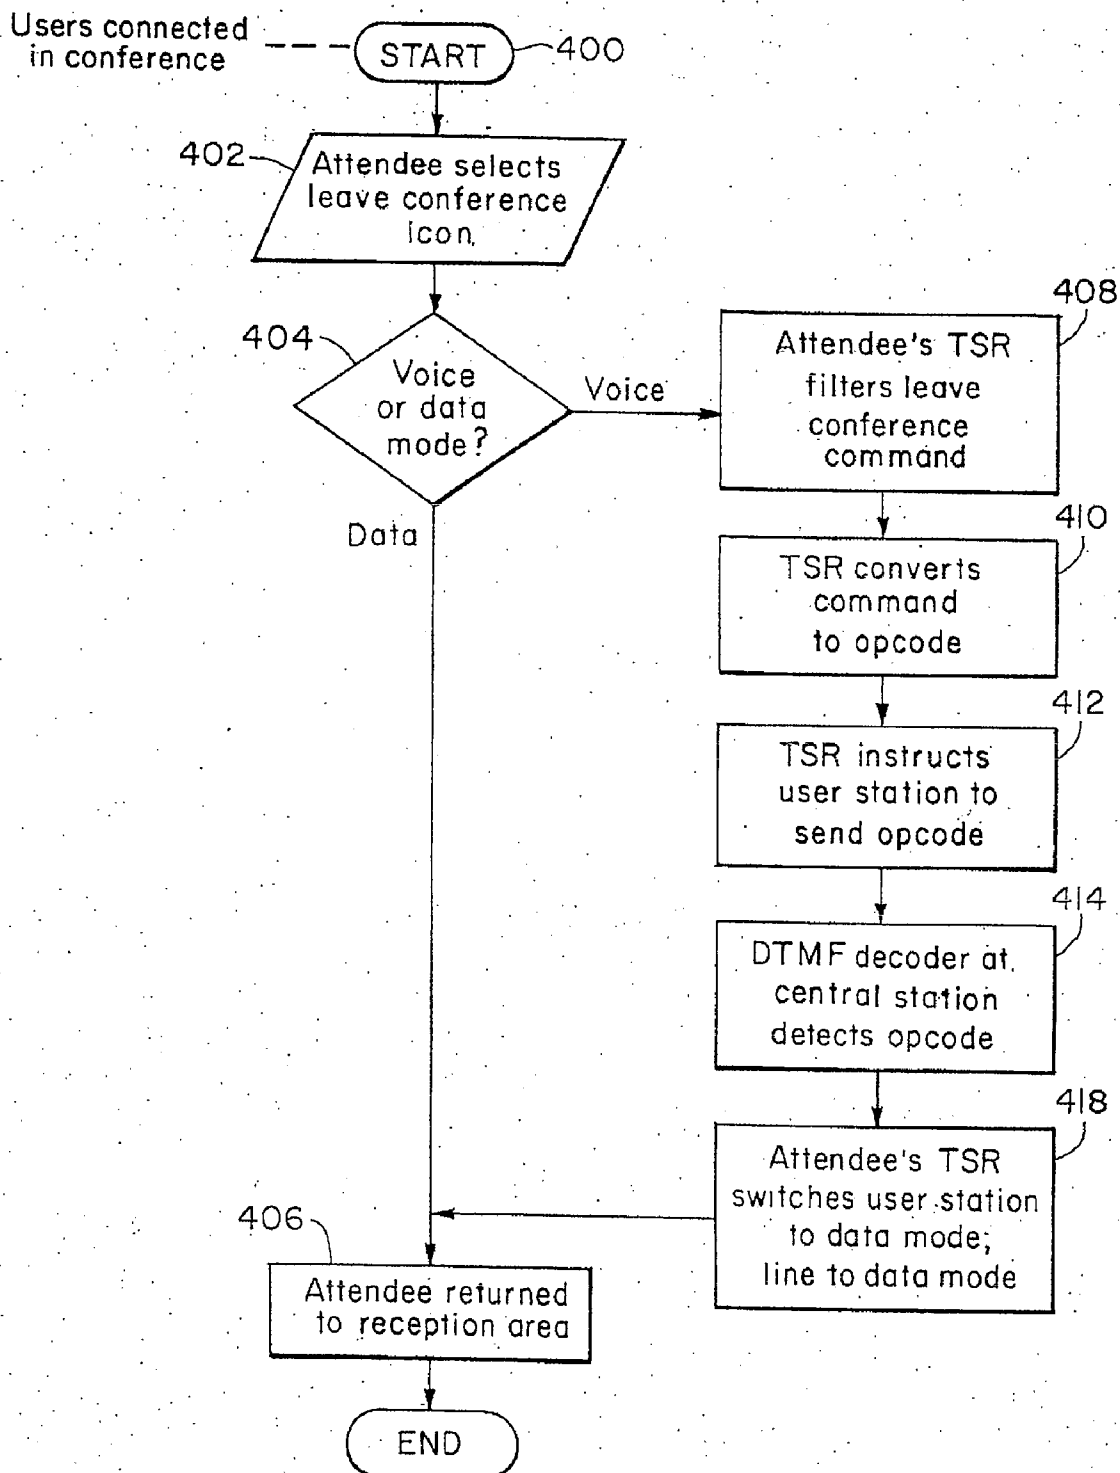 Users connected
in conference
START
400
402
Attendee selects
leave conference
icon.
404
Voice
or data
mode?
Voice
Data
408
Attendee's TSR
filters leave
conference
command
410
TSR converts
command
to opcode
412
TSR instructs
user station to
send opcode
414
DTMF decoder at
central station
detects opcode
418
Attendee's TSR
switches user station
to data mode;
line to data mode
406
Attendee returned
to reception area
END